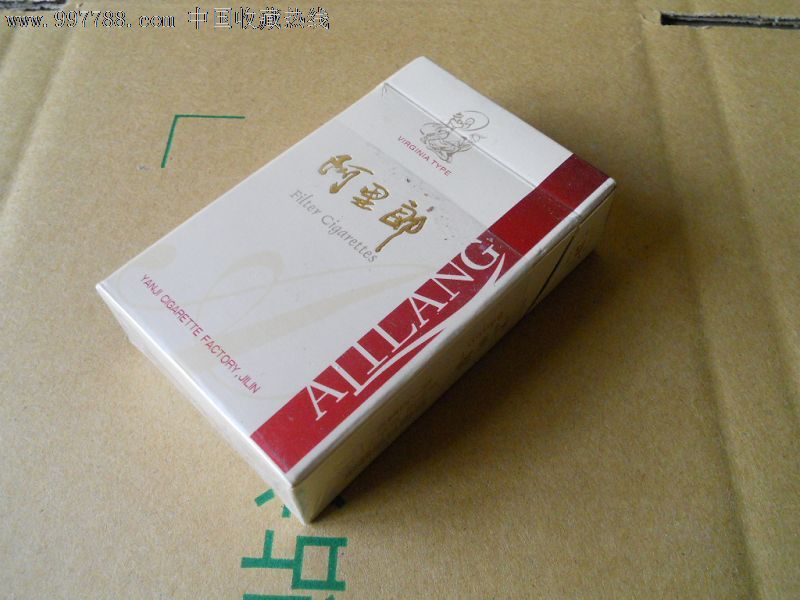 www.997788.com 中国收藏热线
VIRGINIA TYPE
阿里郎
Filter Cigarettes
ALILANG
YANJI CIGARETTE FACTORY, JILIN